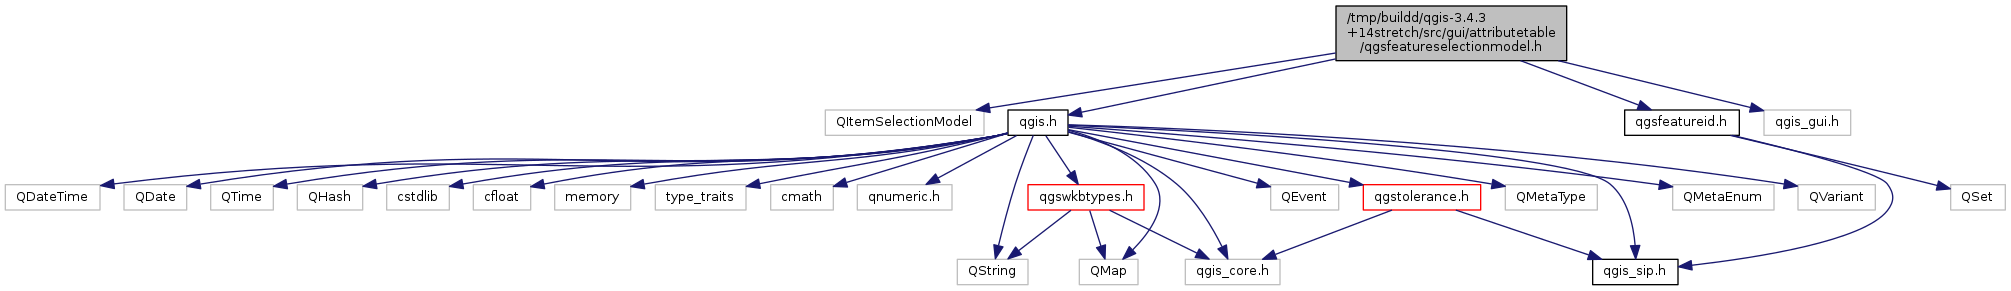 /tmp/buildd/qgis-3.4.3
+14stretch/src/gui/attributetable
/qgsfeatureselectionmodel.h
QItemSelectionModel
qgis.h
qgsfeatureid.h
qgis_gui.h
QDateTime
QDate
QTime
QHash
cstdlib
cfloat
memory
type_traits
cmath
qnumeric.h
qgswkbtypes.h
QEvent
qgstolerance.h
QMetaType
QMetaEnum
QVariant
QSet
QString
QMap
qgis_core.h
qgis_sip.h